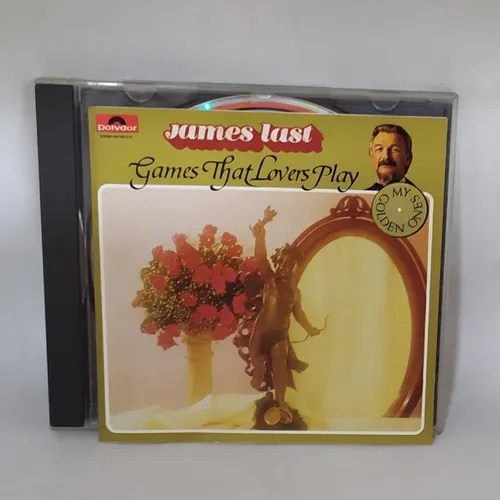 Polydor
James Last
Games That Lovers Play
MY
GOLDEN ONES